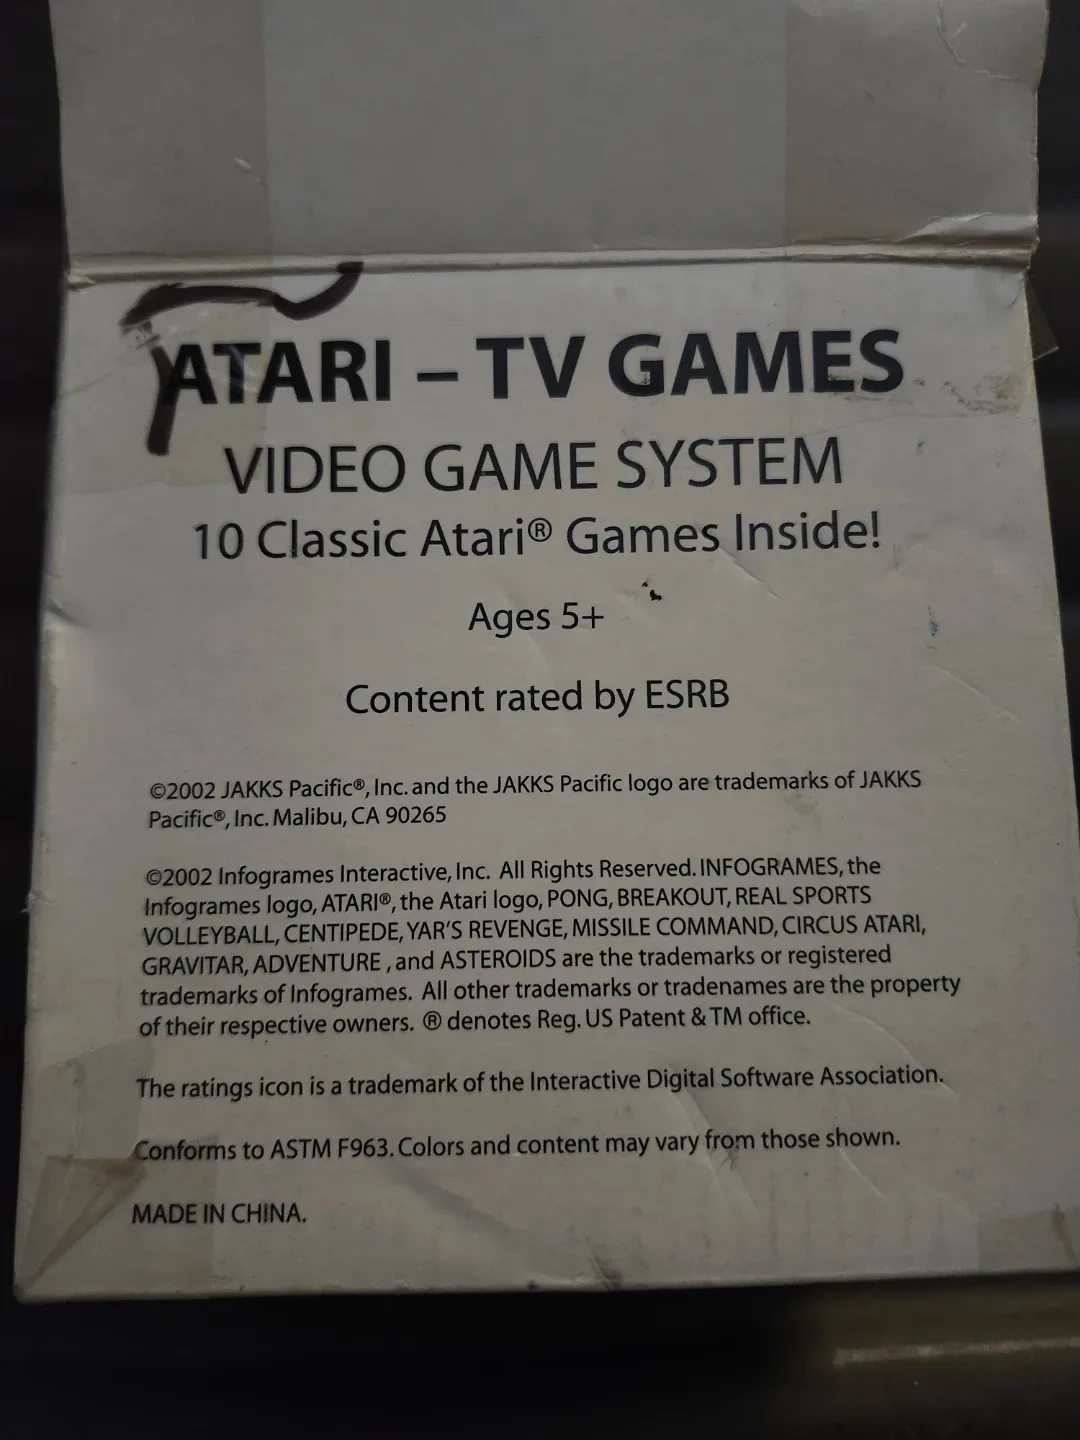 ATARI – TV GAMES
VIDEO GAME SYSTEM
10 Classic Atari® Games Inside!
Ages 5+
Content rated by ESRB
©2002 JAKKS Pacific®, Inc. and the JAKKS Pacific logo are trademarks of JAKKS
Pacific®, Inc. Malibu, CA 90265
©2002 Infogrames Interactive, Inc. All Rights Reserved. INFOGRAMES, the
Infogrames logo, ATARI®, the Atari logo, PONG, BREAKOUT, REAL SPORTS
VOLLEYBALL, CENTIPEDE, YAR'S REVENGE, MISSILE COMMAND, CIRCUS ATARI,
GRAVITAR, ADVENTURE , and ASTEROIDS are the trademarks or registered
trademarks of Infogrames. All other trademarks or tradenames are the property
of their respective owners. ® denotes Reg. US Patent & TM office.
The ratings icon is a trademark of the Interactive Digital Software Association.
Conforms to ASTM F963. Colors and content may vary from those shown.
MADE IN CHINA.